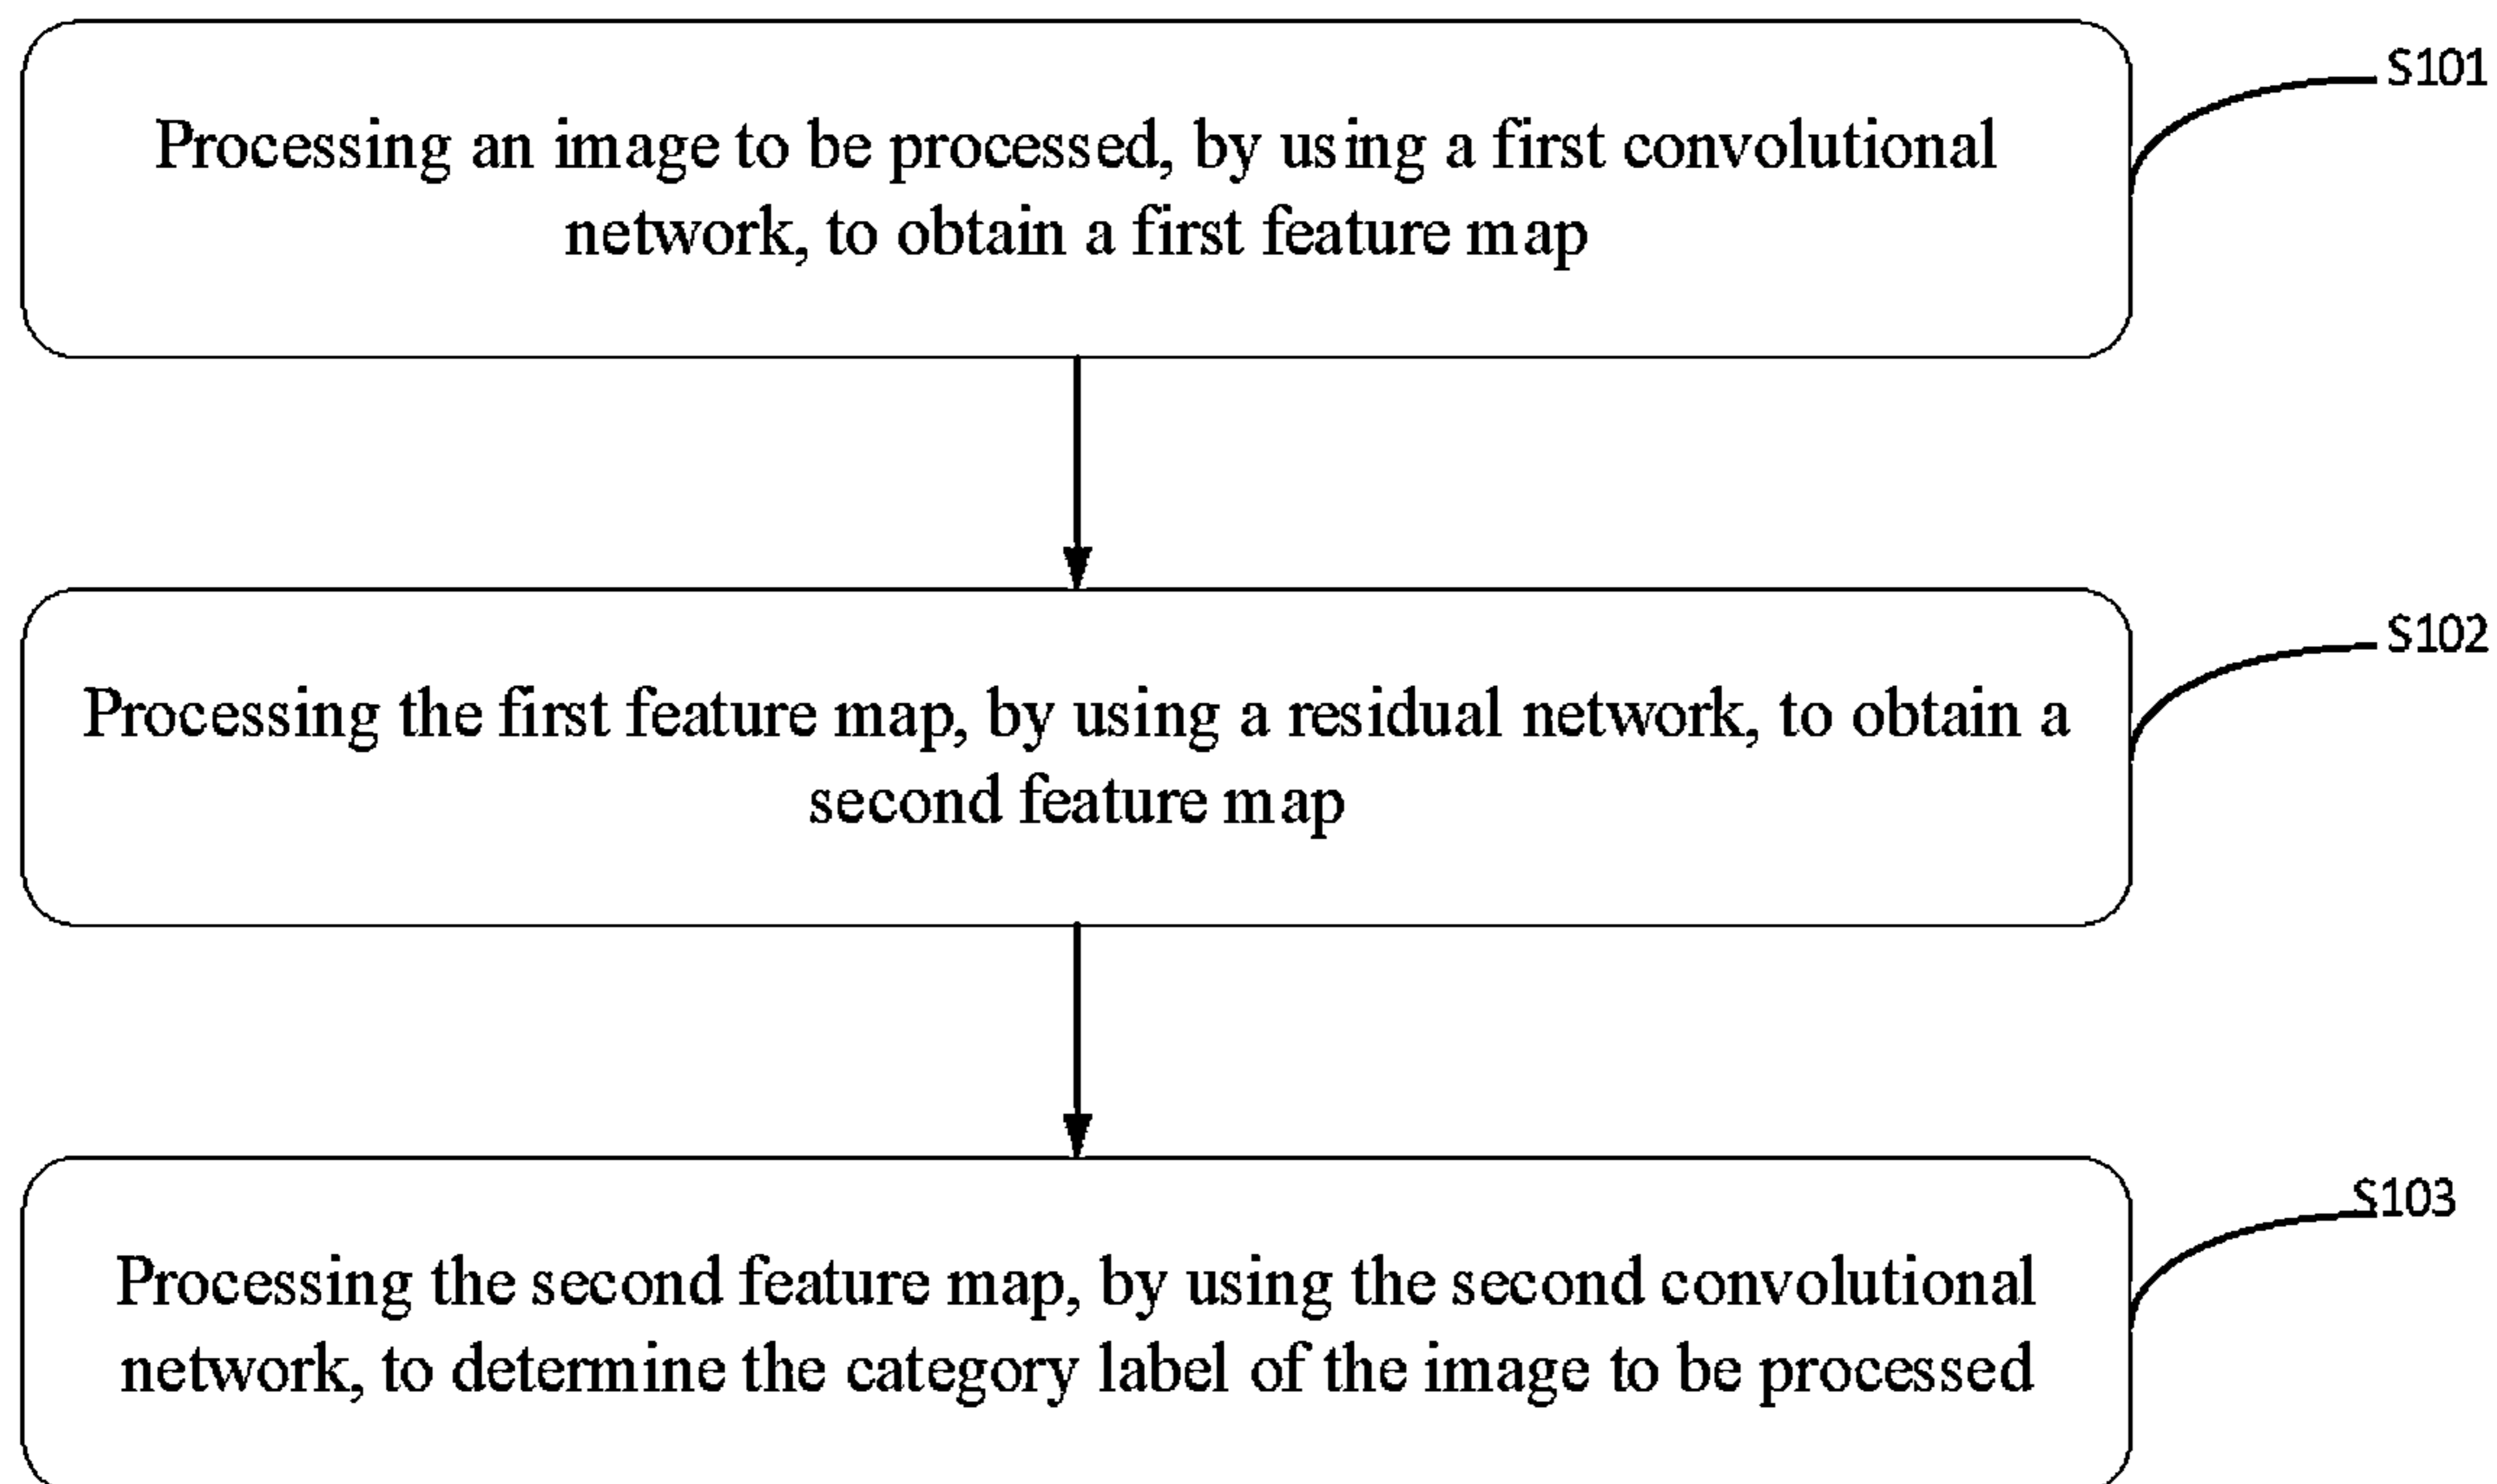 S101
Processing an image to be processed, by using a first convolutional
network, to obtain a first feature map
S102
Processing the first feature map, by using a residual network, to obtain a
second feature map
S103
Processing the second feature map, by using the second convolutional
network, to determine the category label of the image to be processed